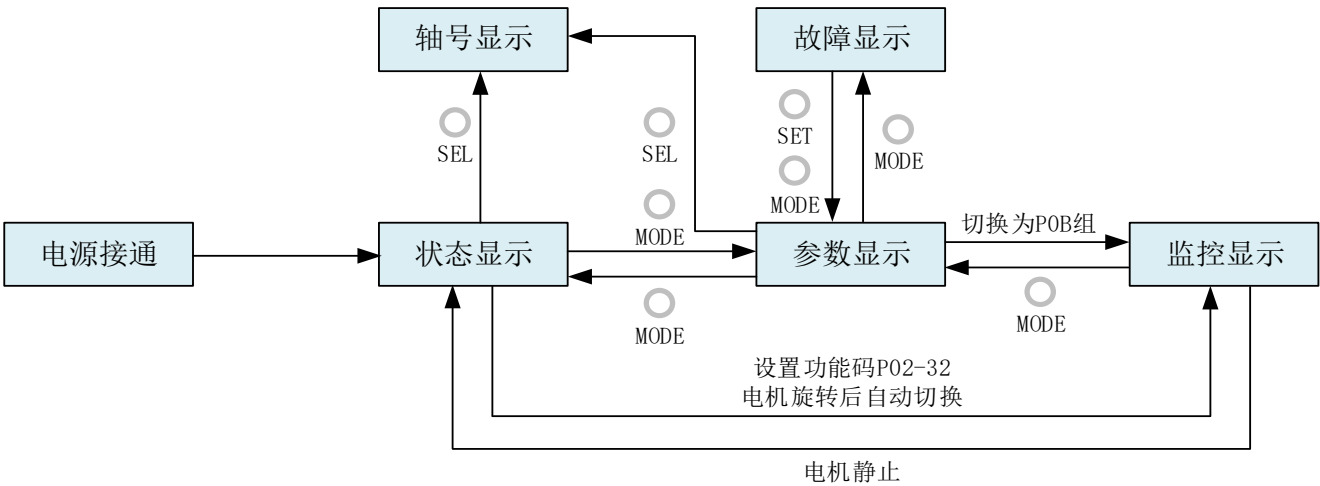 轴号显示
故障显示
SEL
SEL
SET
MODE
MODE
MODE
电源接通
状态显示
参数显示
切换为P0B组
监控显示
MODE
MODE
设置功能码P02-32
电机旋转后自动切换
电机静止